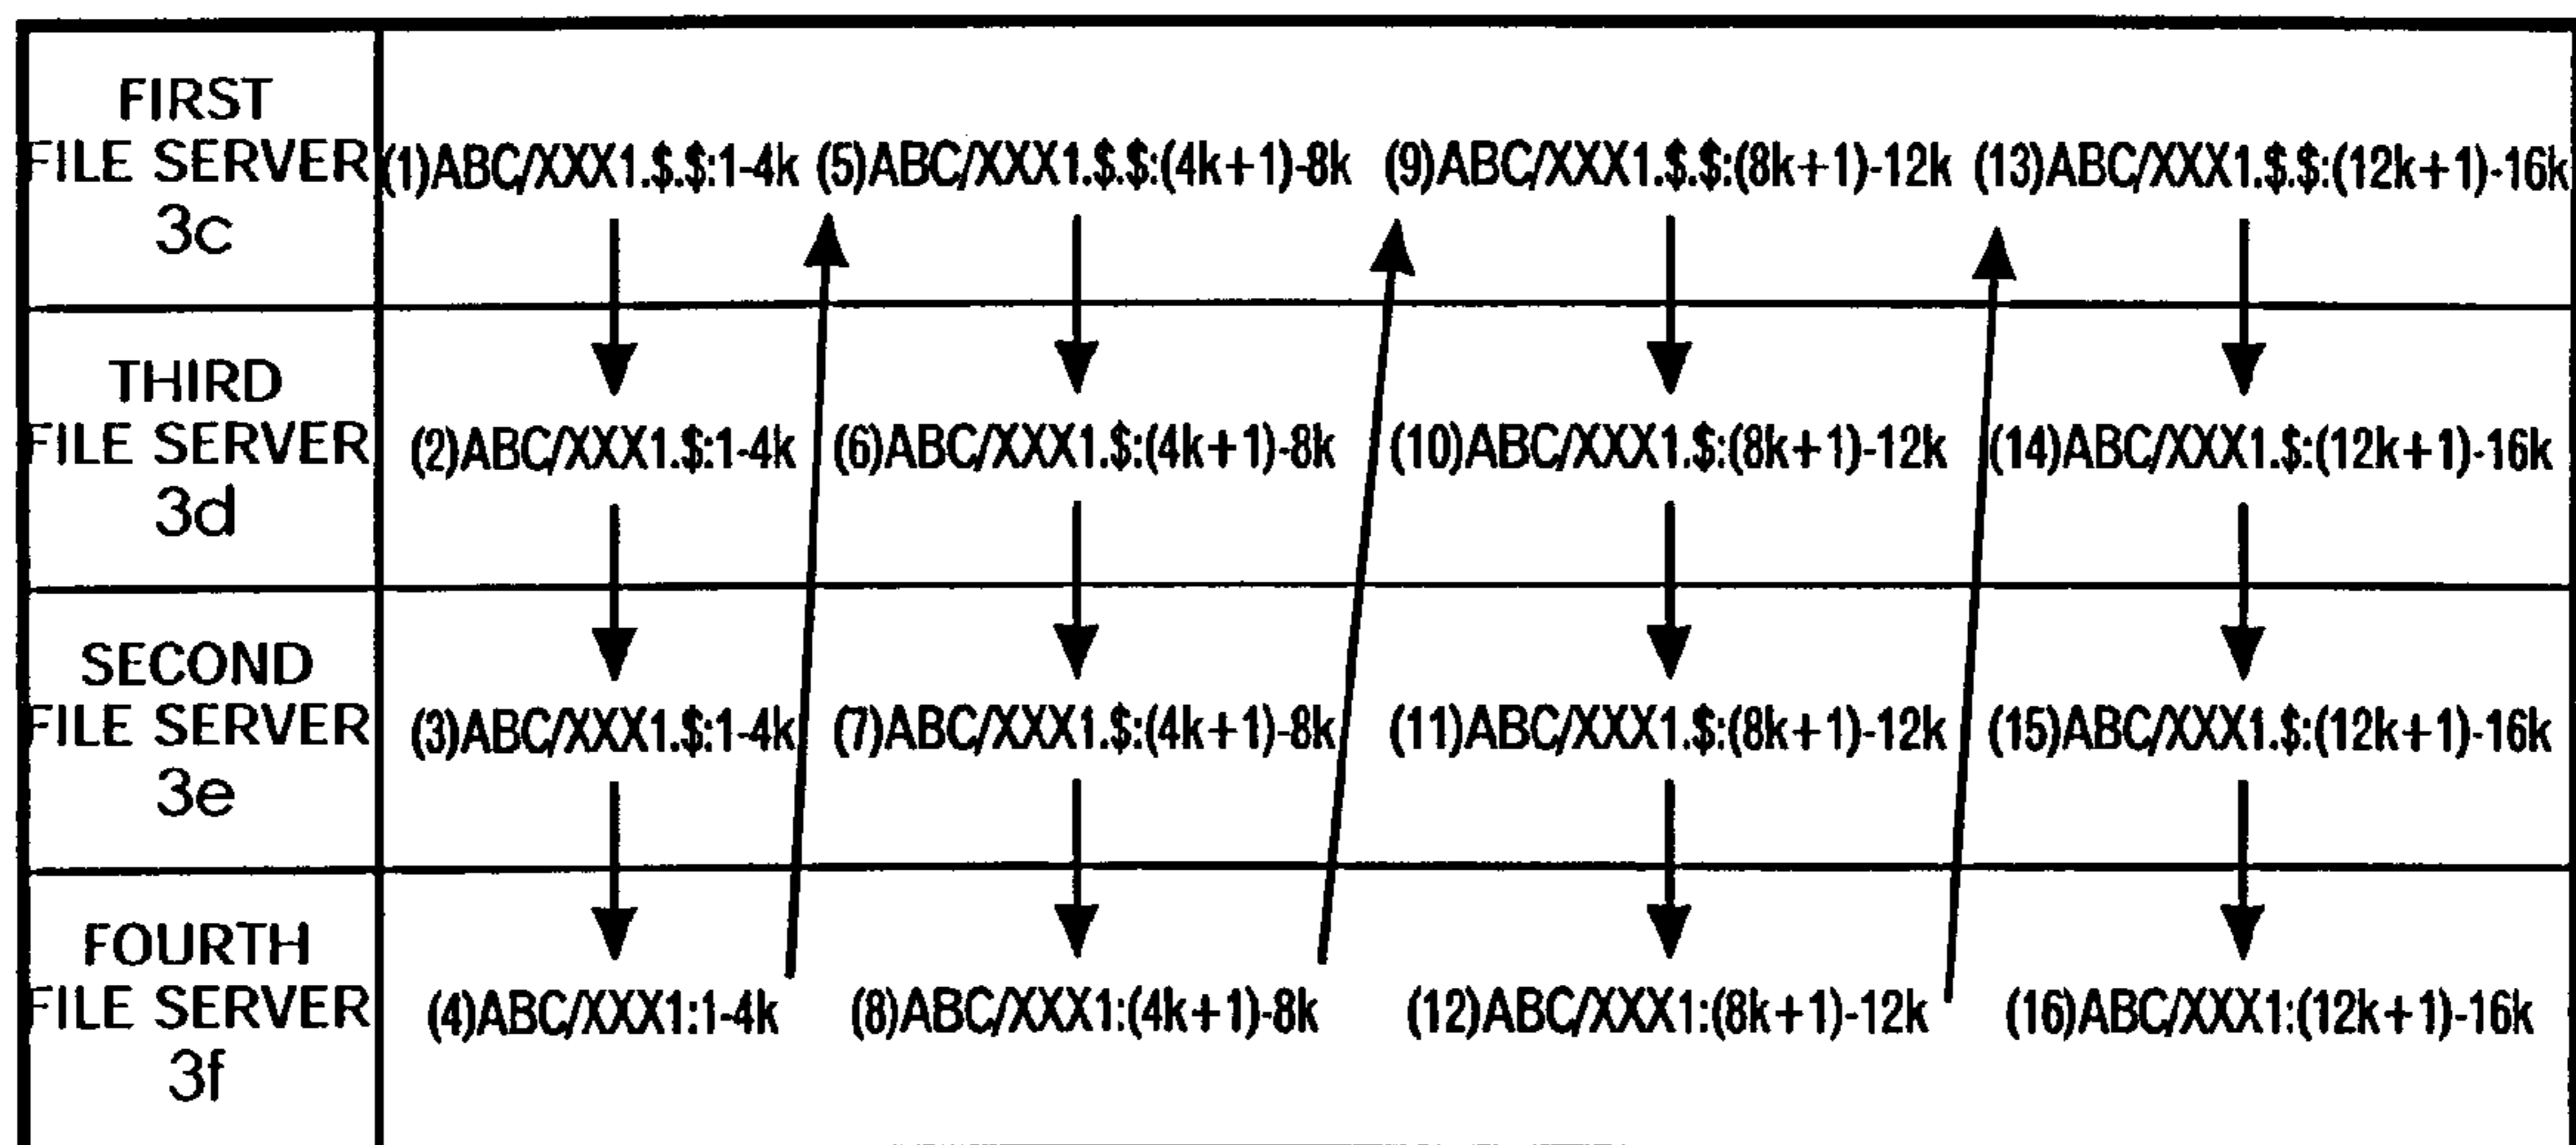 FIRST
FILE SERVER
3c
(1)ABC/XXX1.$.$:1-4k (5)ABC/XXX1.$.$:(4k+1)-8k (9)ABC/XXX1.$.$:(8k+1)-12k (13)ABC/XXX1.$.$:(12k+1)-16k
THIRD
FILE SERVER
3d
(2)ABC/XXX1.$:1-4k (6)ABC/XXX1.$:(4k+1)-8k (10)ABC/XXX1.$:(8k+1)-12k (14)ABC/XXX1.$:(12k+1)-16k
SECOND
FILE SERVER
3e
(3)ABC/XXX1.$:1-4k (7)ABC/XXX1.$:(4k+1)-8k (11)ABC/XXX1.$:(8k+1)-12k (15)ABC/XXX1.$:(12k+1)-16k
FOURTH
FILE SERVER
3f
(4)ABC/XXX1:1-4k (8)ABC/XXX1:(4k+1)-8k (12)ABC/XXX1:(8k+1)-12k (16)ABC/XXX1:(12k+1)-16k